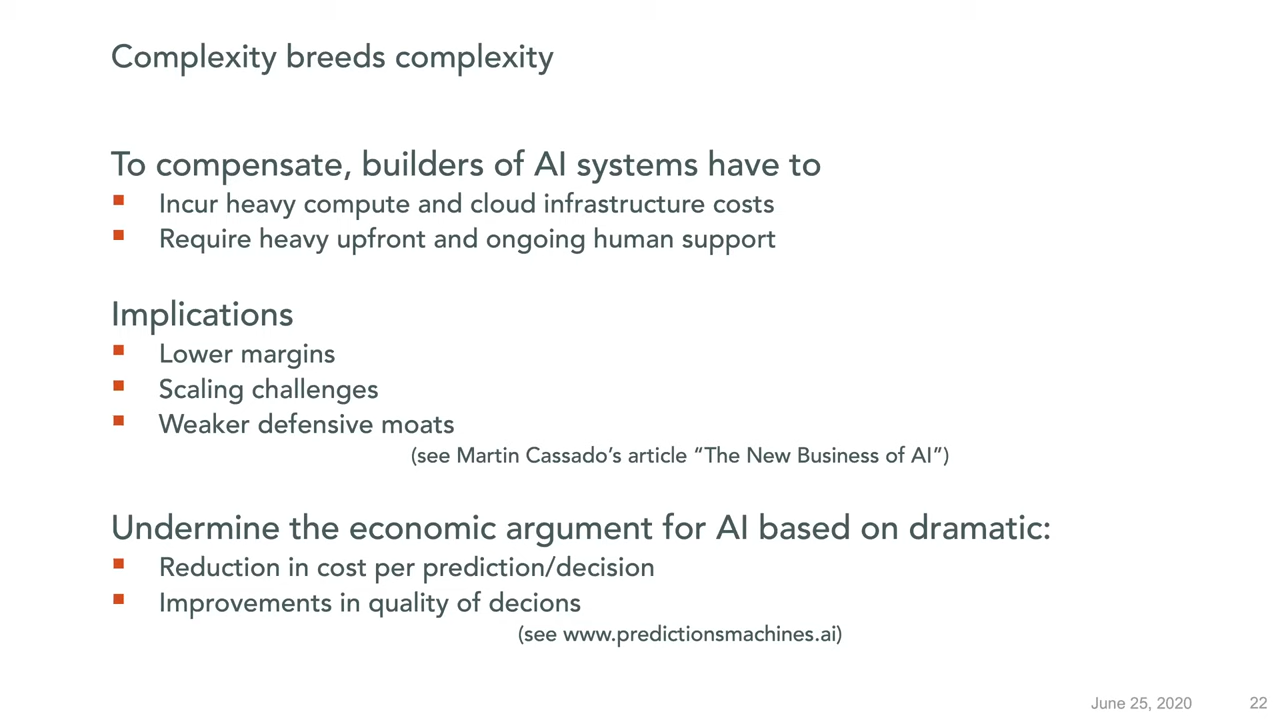 Complexity breeds complexity
To compensate, builders of AI systems have to
Incur heavy compute and cloud infrastructure costs
Require heavy upfront and ongoing human support
Implications
Lower margins
Scaling challenges
Weaker defensive moats
(see Martin Cassado’s article “The New Business of AI”)
Undermine the economic argument for AI based on dramatic:
Reduction in cost per prediction/decision
Improvements in quality of decions
(see www.predictionsmachines.ai)
June 25, 2020 22